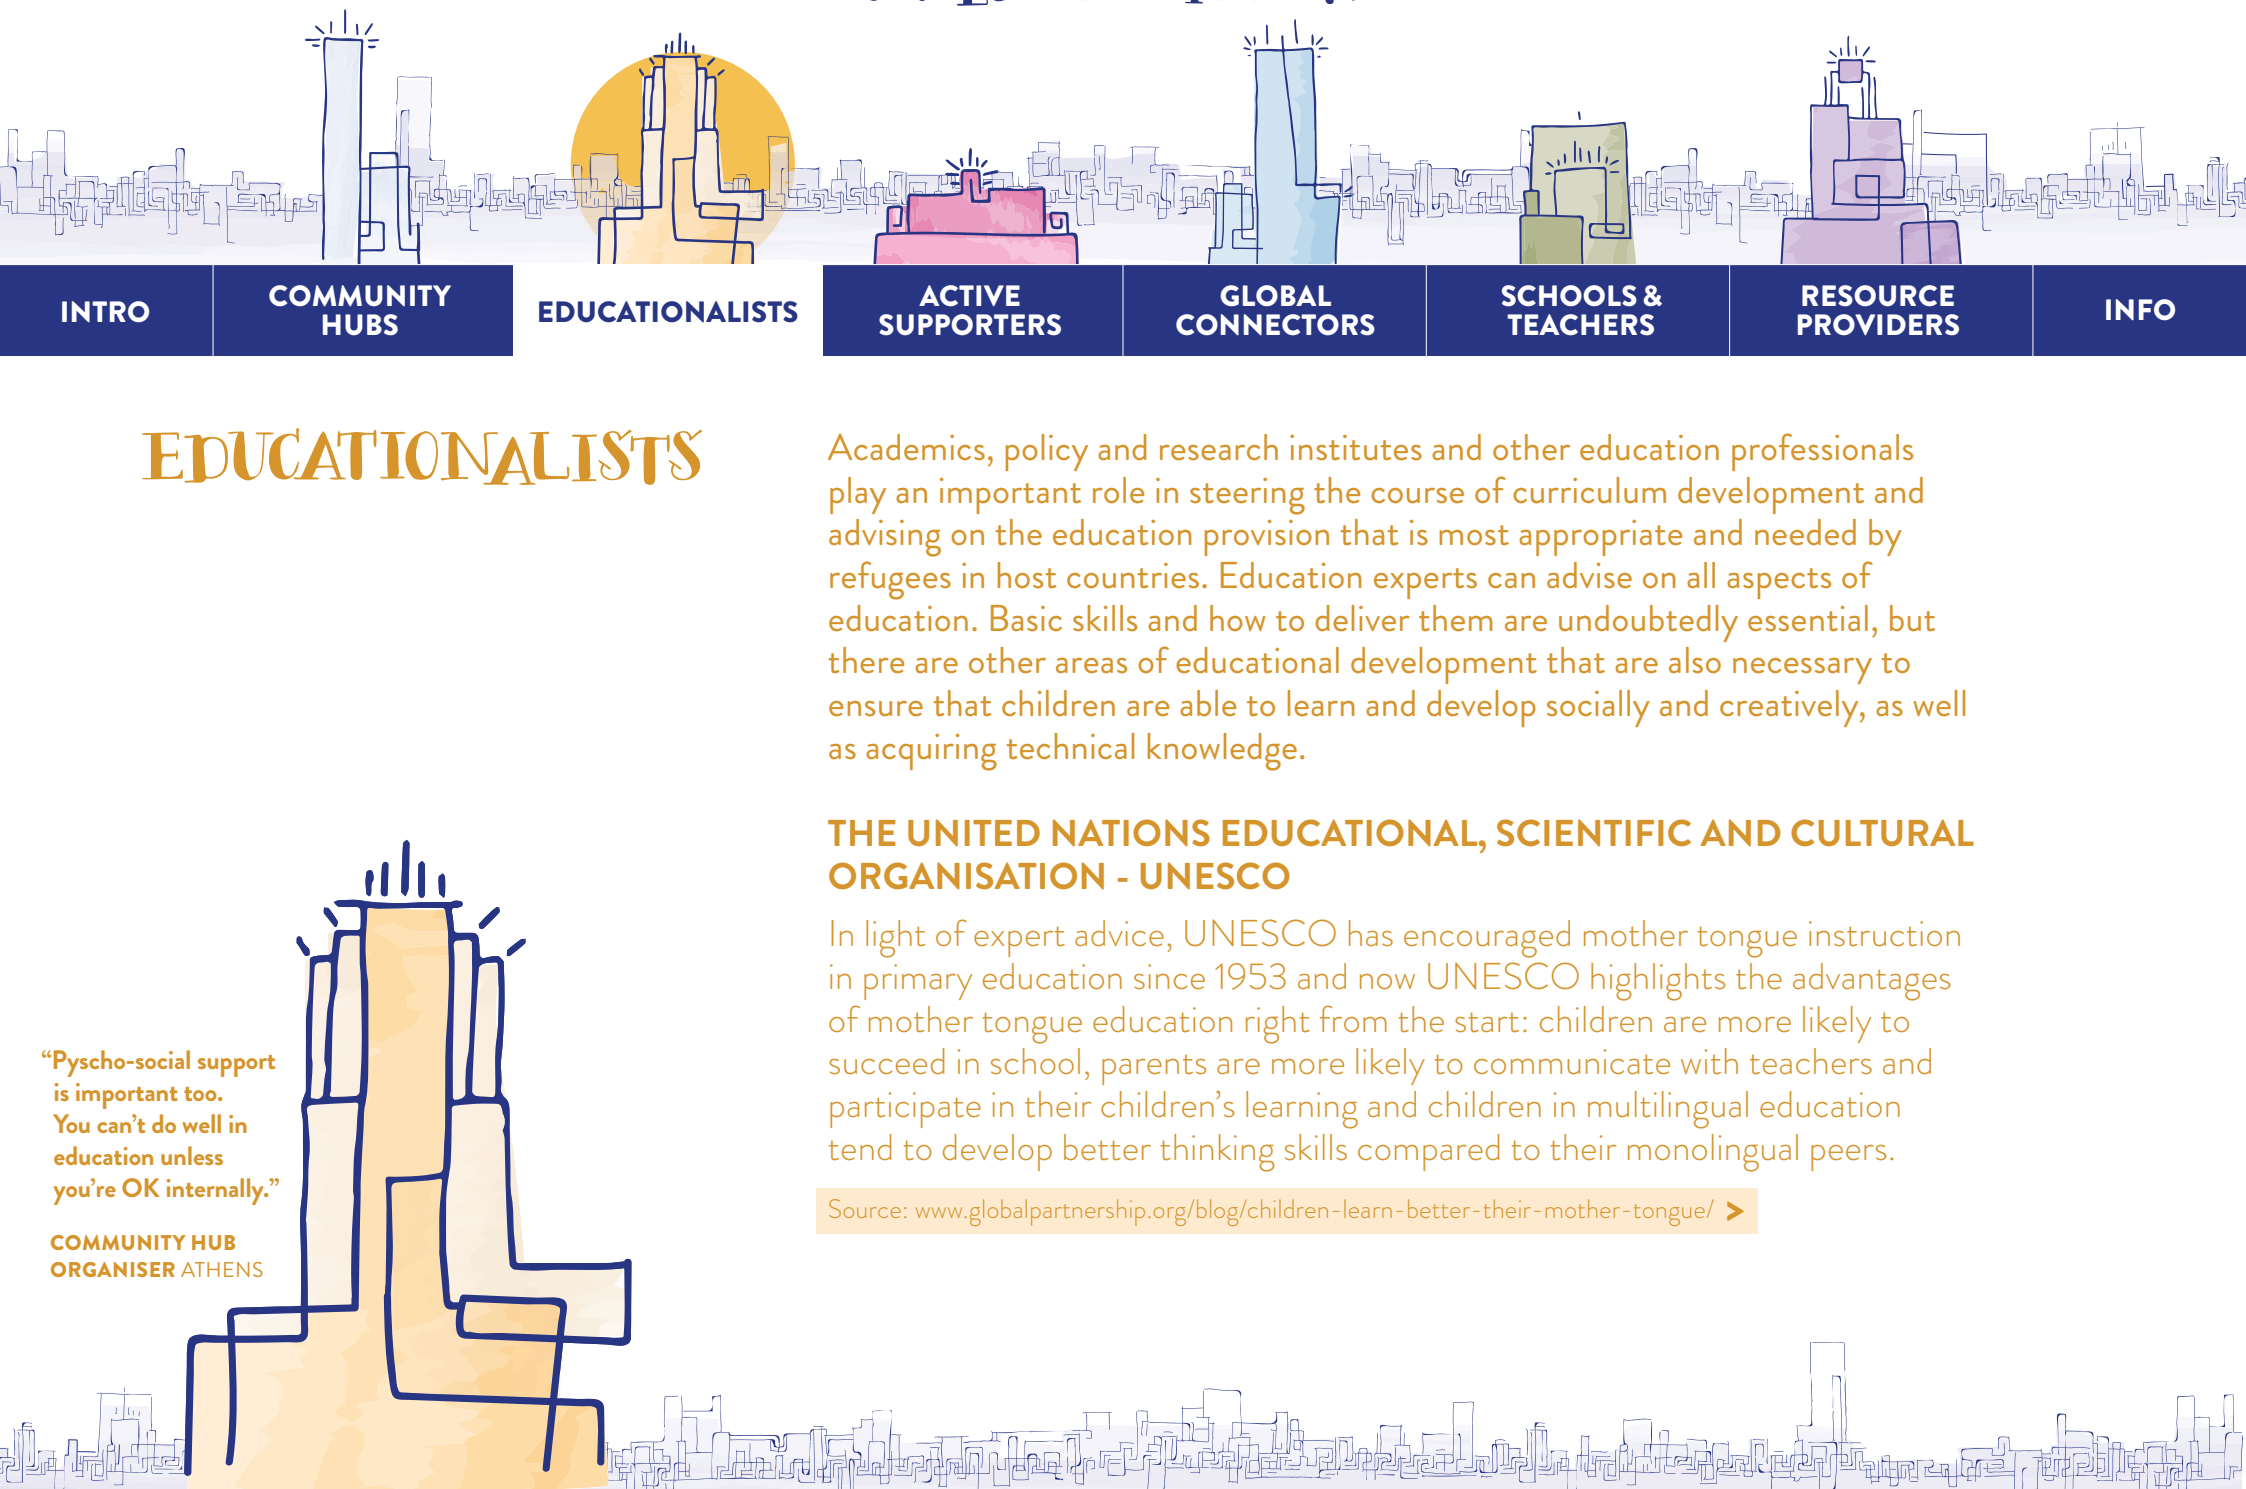 INTRO
COMMUNITY
HUBS
EDUCATIONALISTS
ACTIVE
SUPPORTERS
GLOBAL
CONNECTORS
SCHOOLS &
TEACHERS
RESOURCE
PROVIDERS
INFO
EDUCATIONALISTS
Academics, policy and research institutes and other education professionals
play an important role in steering the course of curriculum development and
advising on the education provision that is most appropriate and needed by
refugees in host countries. Education experts can advise on all aspects of
education. Basic skills and how to deliver them are undoubtedly essential, but
there are other areas of educational development that are also necessary to
ensure that children are able to learn and develop socially and creatively, as well
as acquiring technical knowledge.
THE UNITED NATIONS EDUCATIONAL, SCIENTIFIC AND CULTURAL
ORGANISATION - UNESCO
In light of expert advice, UNESCO has encouraged mother tongue instruction
in primary education since 1953 and now UNESCO highlights the advantages
of mother tongue education right from the start: children are more likely to
succeed in school, parents are more likely to communicate with teachers and
participate in their children's learning and children in multilingual education
tend to develop better thinking skills compared to their monolingual peers.
Source: www.globalpartnership.org/blog/children-learn-better-their-mother-tongue/ >
“Pyscho-social support
is important too.
You can’t do well in
education unless
you’re OK internally.”
COMMUNITY HUB
ORGANISER ATHENS